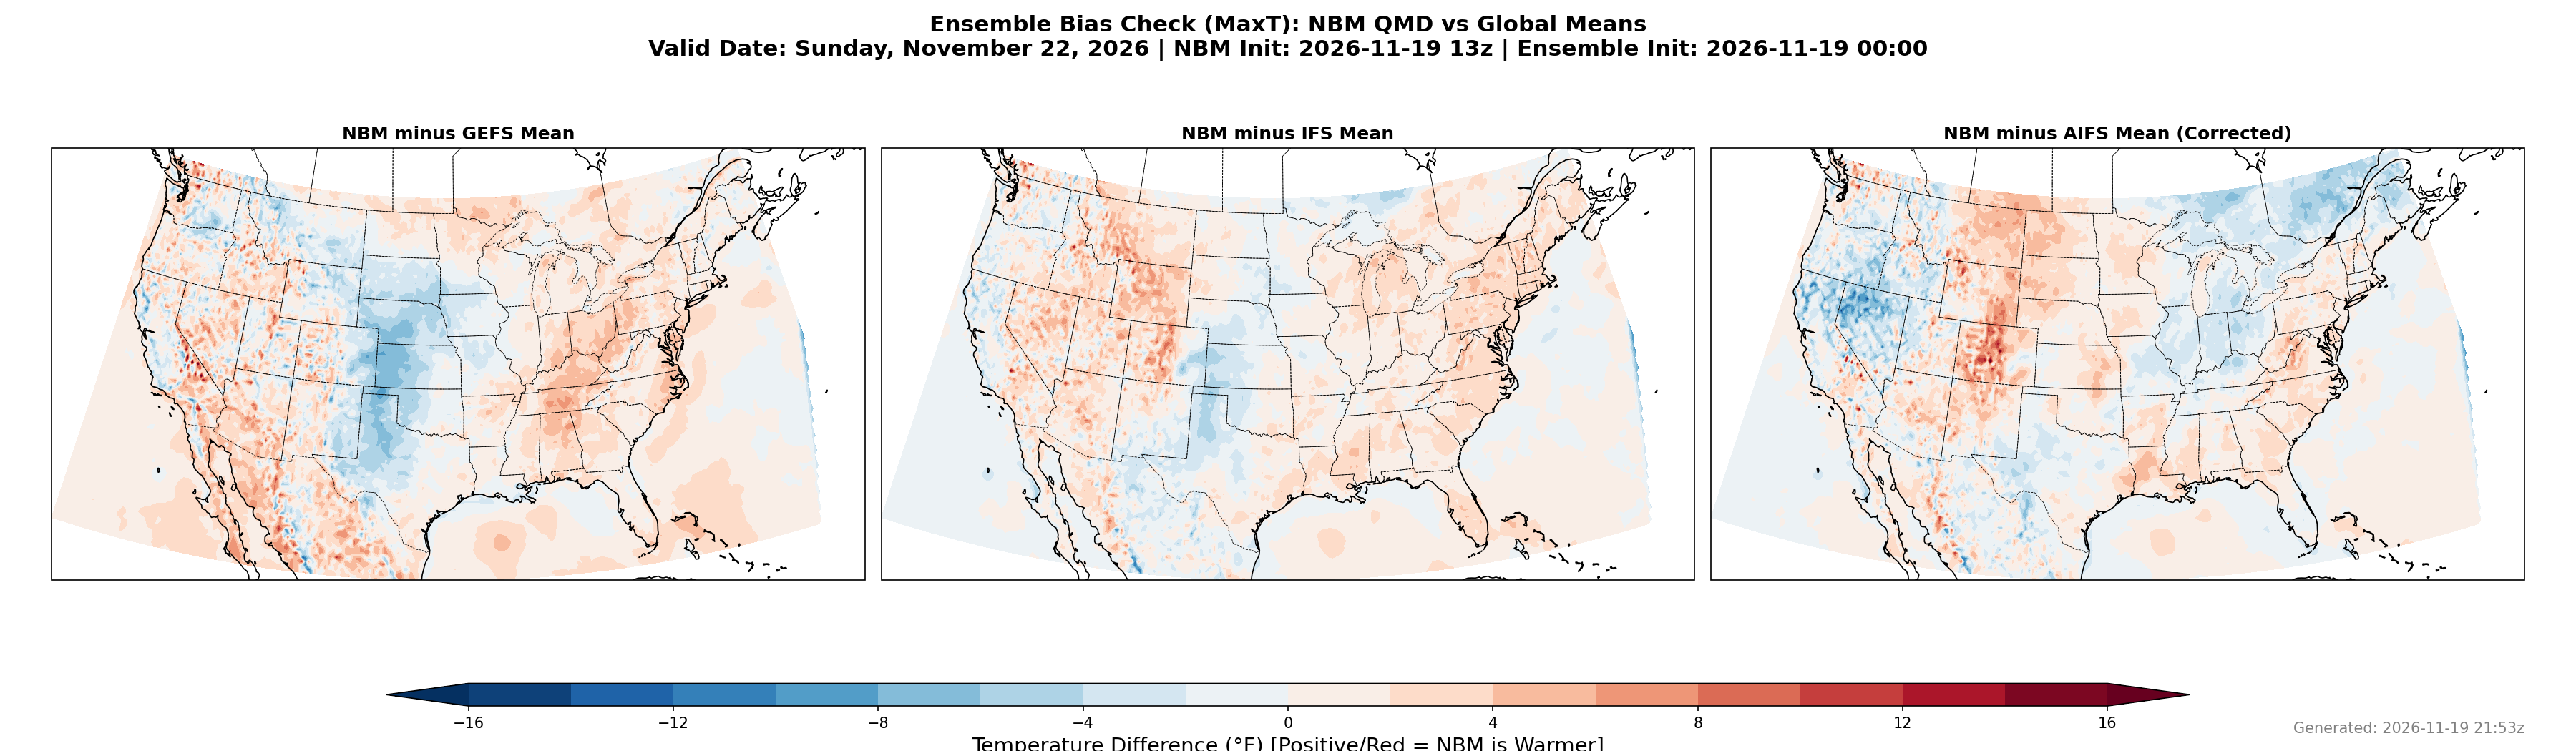 Ensemble Bias Check (MaxT): NBM QMD vs Global Means
Valid Date: Sunday, November 22, 2026 | NBM Init: 2026-11-19 13z | Ensemble Init: 2026-11-19 00:00
NBM minus GEFS Mean
NBM minus IFS Mean
NBM minus AIFS Mean (Corrected)
−16 −12 −8 −4 0 4 8 12 16
Temperature Difference (°F) [Positive/Red = NBM is Warmer]
Generated: 2026-11-19 21:53z